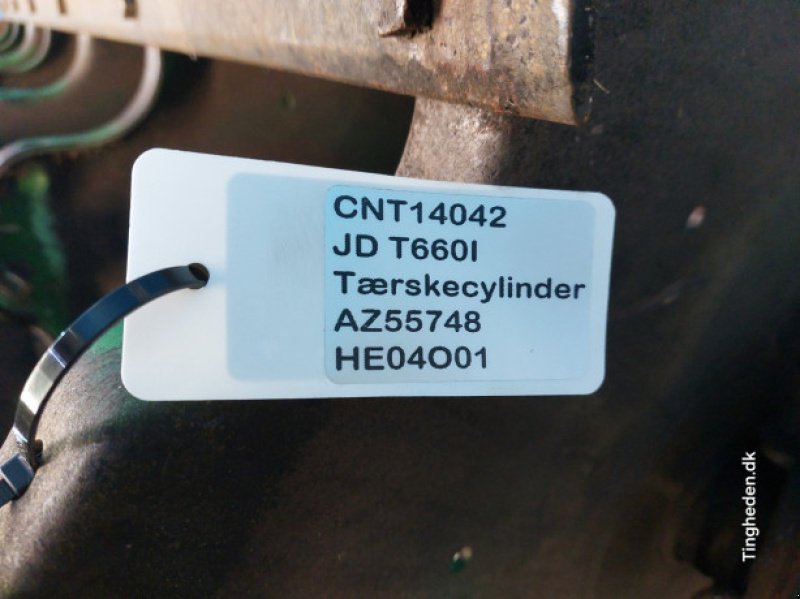 CNT14042
JD T660I
Tærskecylinder
AZ55748
HE04O01
Tingheden.dk